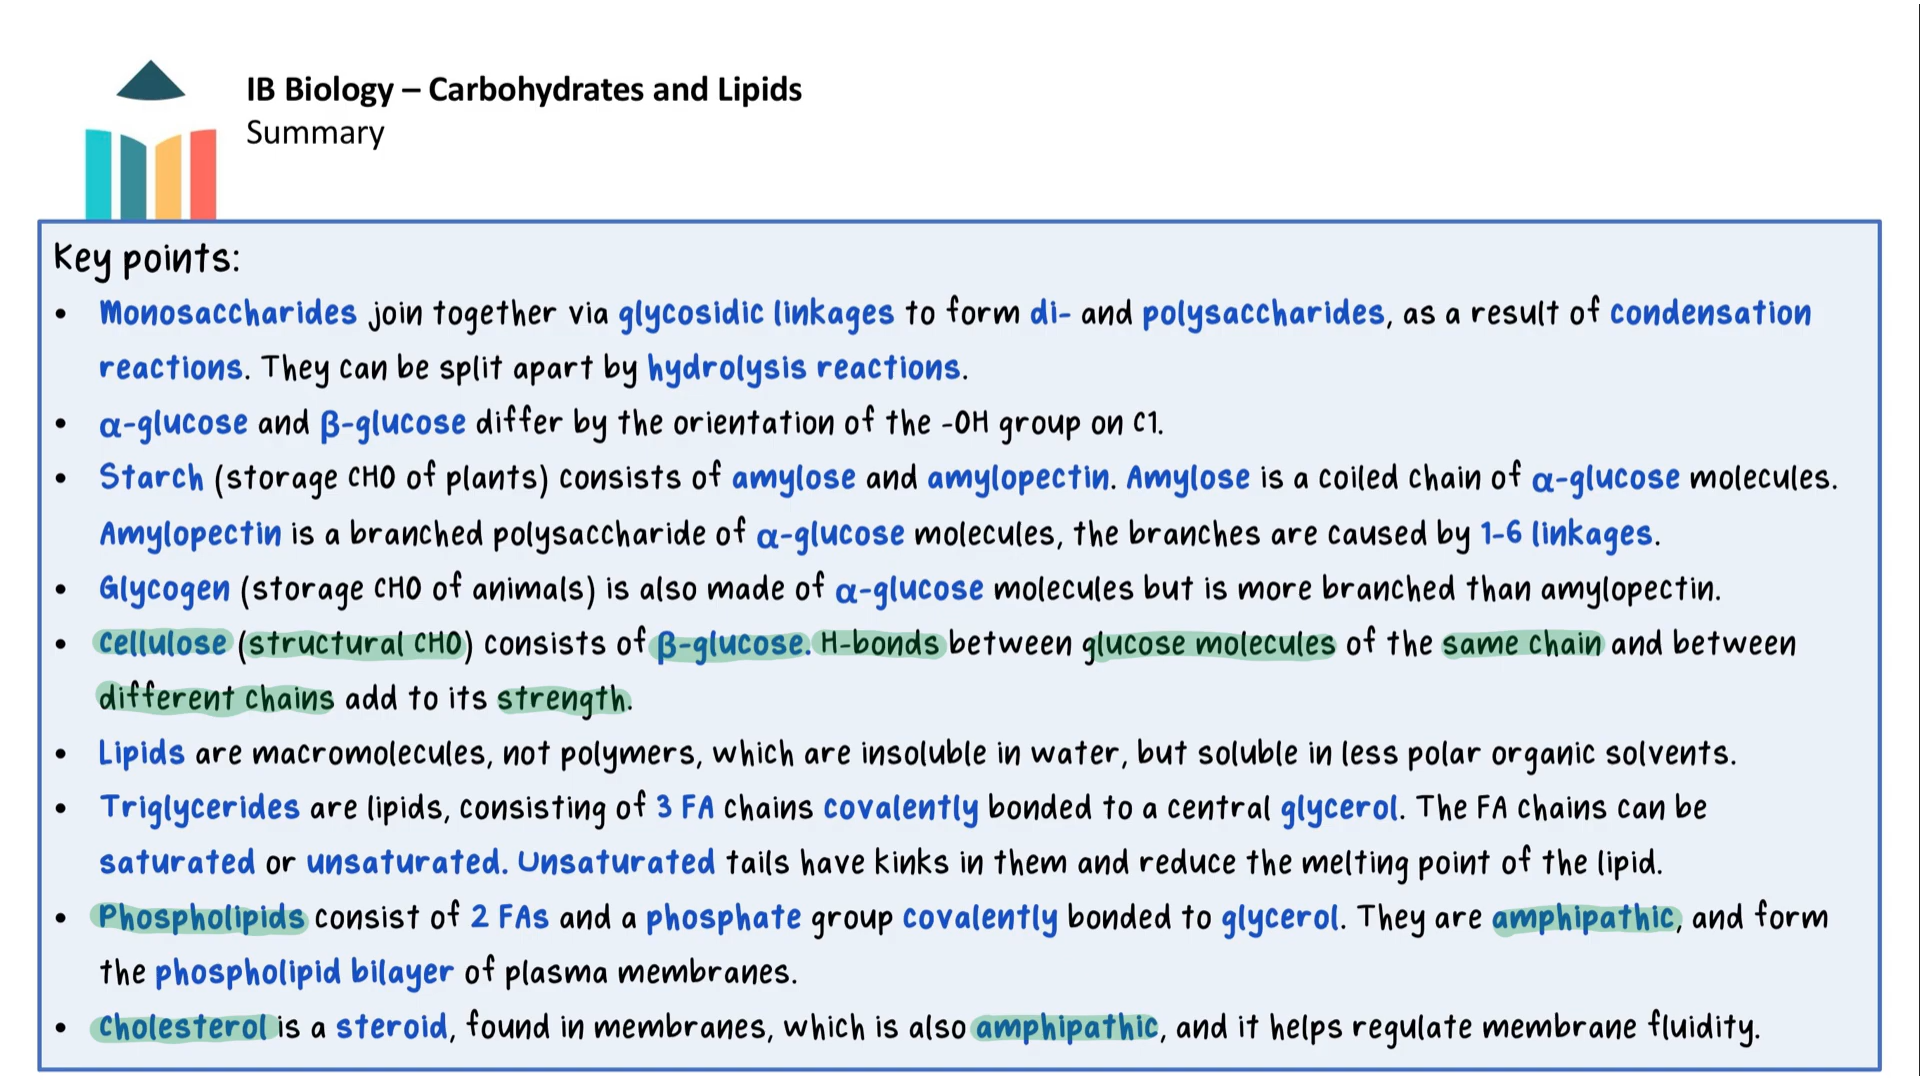 IB Biology – Carbohydrates and Lipids
Summary
Key points:
• Monosaccharides join together via glycosidic linkages to form di- and polysaccharides, as a result of condensation
reactions. They can be split apart by hydrolysis reactions.
• α-glucose and β-glucose differ by the orientation of the -OH group on C1.
• Starch (storage CHO of plants) consists of amylose and amylopectin. Amylose is a coiled chain of α-glucose molecules.
Amylopectin is a branched polysaccharide of α-glucose molecules, the branches are caused by 1-6 linkages.
• Glycogen (storage CHO of animals) is also made of α-glucose molecules but is more branched than amylopectin.
• Cellulose (structural CHO) consists of β-glucose. H-bonds between glucose molecules of the same chain and between
different chains add to its strength.
• Lipids are macromolecules, not polymers, which are insoluble in water, but soluble in less polar organic solvents.
• Triglycerides are lipids, consisting of 3 FA chains covalently bonded to a central glycerol. The FA chains can be
saturated or unsaturated. Unsaturated tails have kinks in them and reduce the melting point of the lipid.
• Phospholipids consist of 2 FAs and a phosphate group covalently bonded to glycerol. They are amphipathic, and form
the phospholipid bilayer of plasma membranes.
• Cholesterol is a steroid, found in membranes, which is also amphipathic, and it helps regulate membrane fluidity.